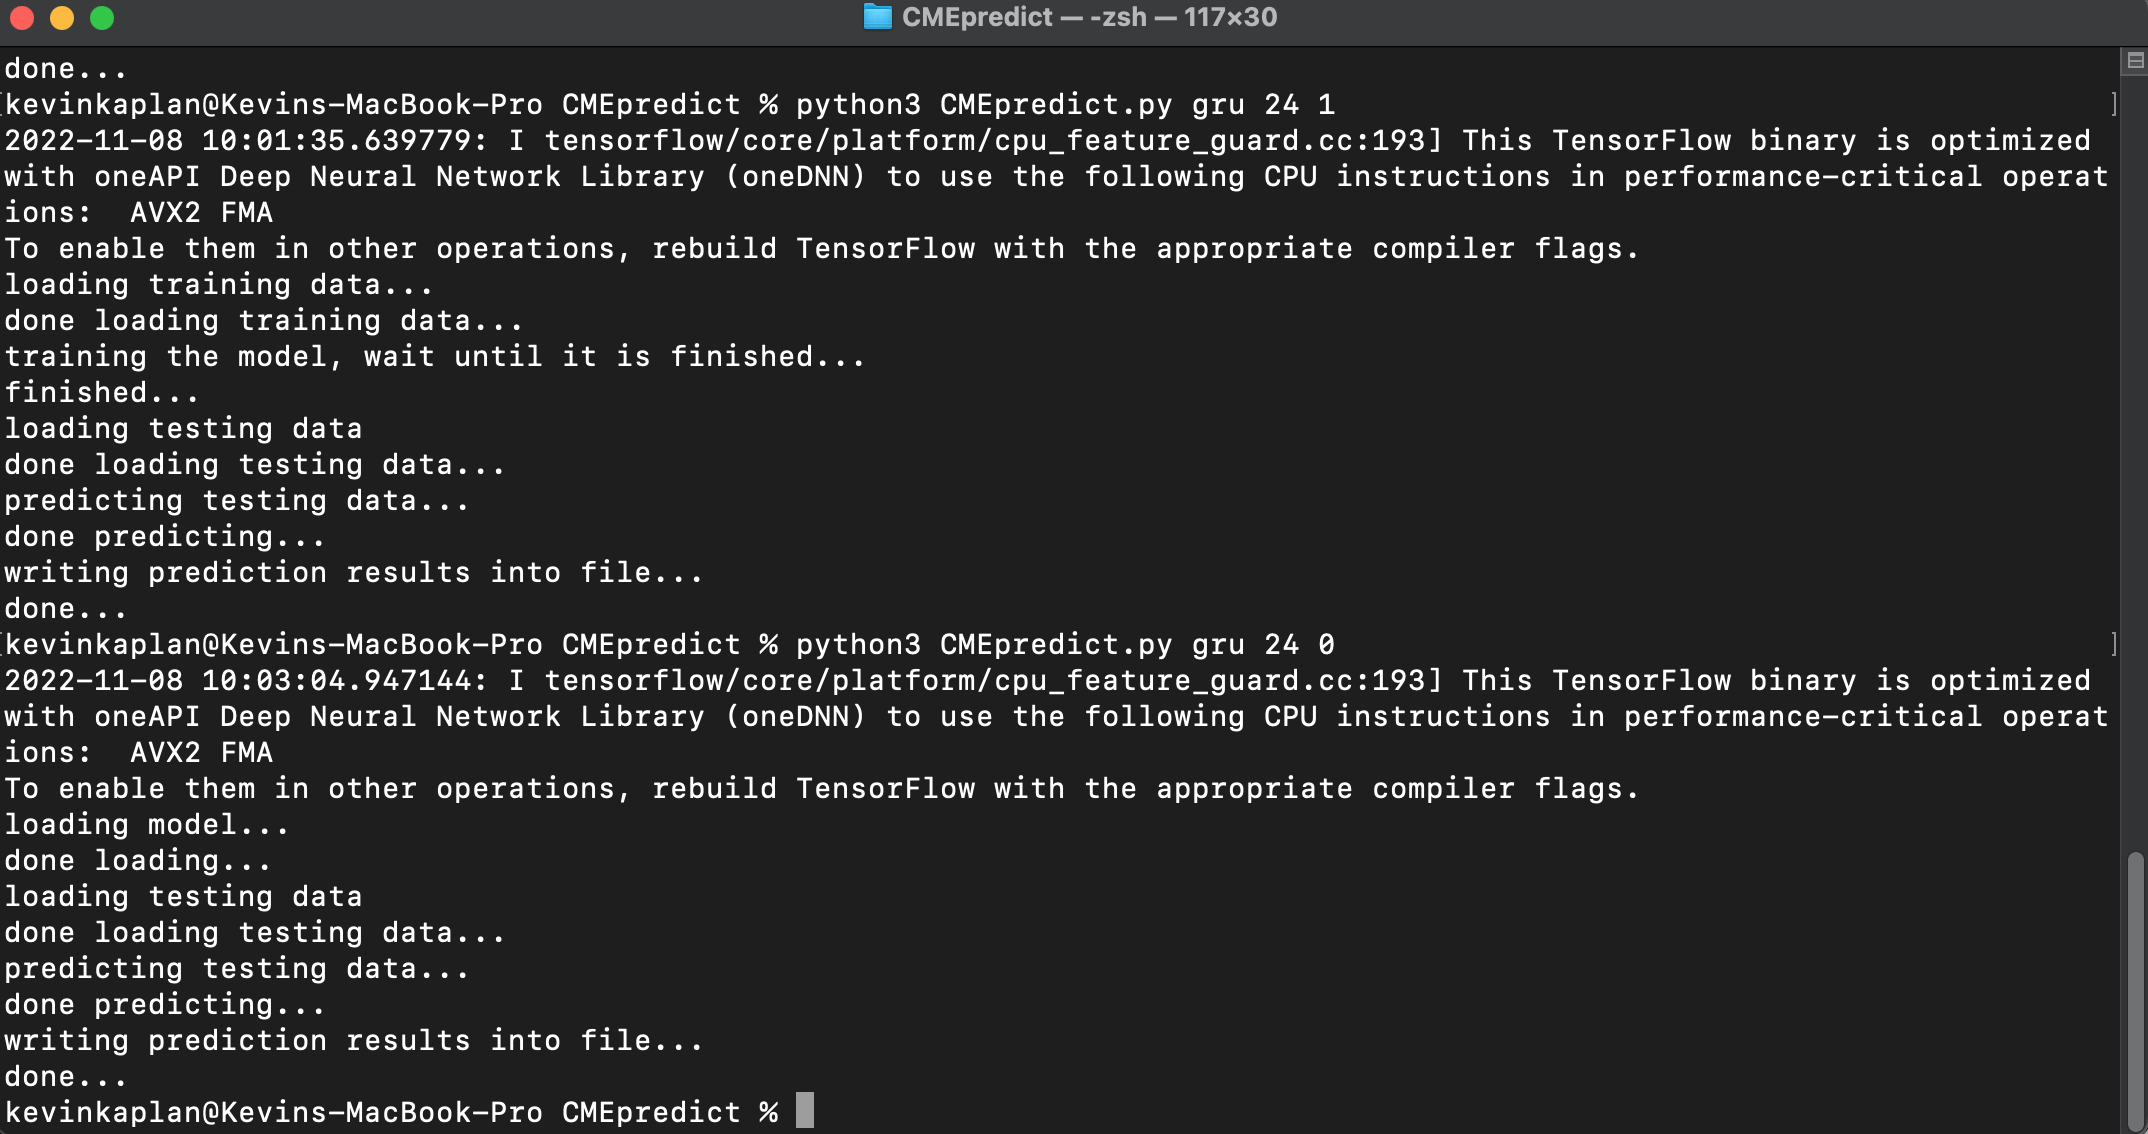 CMEpredict — -zsh — 117×30
done...
[kevinkaplan@Kevins-MacBook-Pro CMEpredict % python3 CMEpredict.py gru 24 1 ]
2022-11-08 10:01:35.639779: I tensorflow/core/platform/cpu_feature_guard.cc:193] This TensorFlow binary is optimized
with oneAPI Deep Neural Network Library (oneDNN) to use the following CPU instructions in performance-critical operat
ions:  AVX2 FMA
To enable them in other operations, rebuild TensorFlow with the appropriate compiler flags.
loading training data...
done loading training data...
training the model, wait until it is finished...
finished...
loading testing data
done loading testing data...
predicting testing data...
done predicting...
writing prediction results into file...
done...
[kevinkaplan@Kevins-MacBook-Pro CMEpredict % python3 CMEpredict.py gru 24 0 ]
2022-11-08 10:03:04.947144: I tensorflow/core/platform/cpu_feature_guard.cc:193] This TensorFlow binary is optimized
with oneAPI Deep Neural Network Library (oneDNN) to use the following CPU instructions in performance-critical operat
ions:  AVX2 FMA
To enable them in other operations, rebuild TensorFlow with the appropriate compiler flags.
loading model...
done loading...
loading testing data
done loading testing data...
predicting testing data...
done predicting...
writing prediction results into file...
done...
kevinkaplan@Kevins-MacBook-Pro CMEpredict %